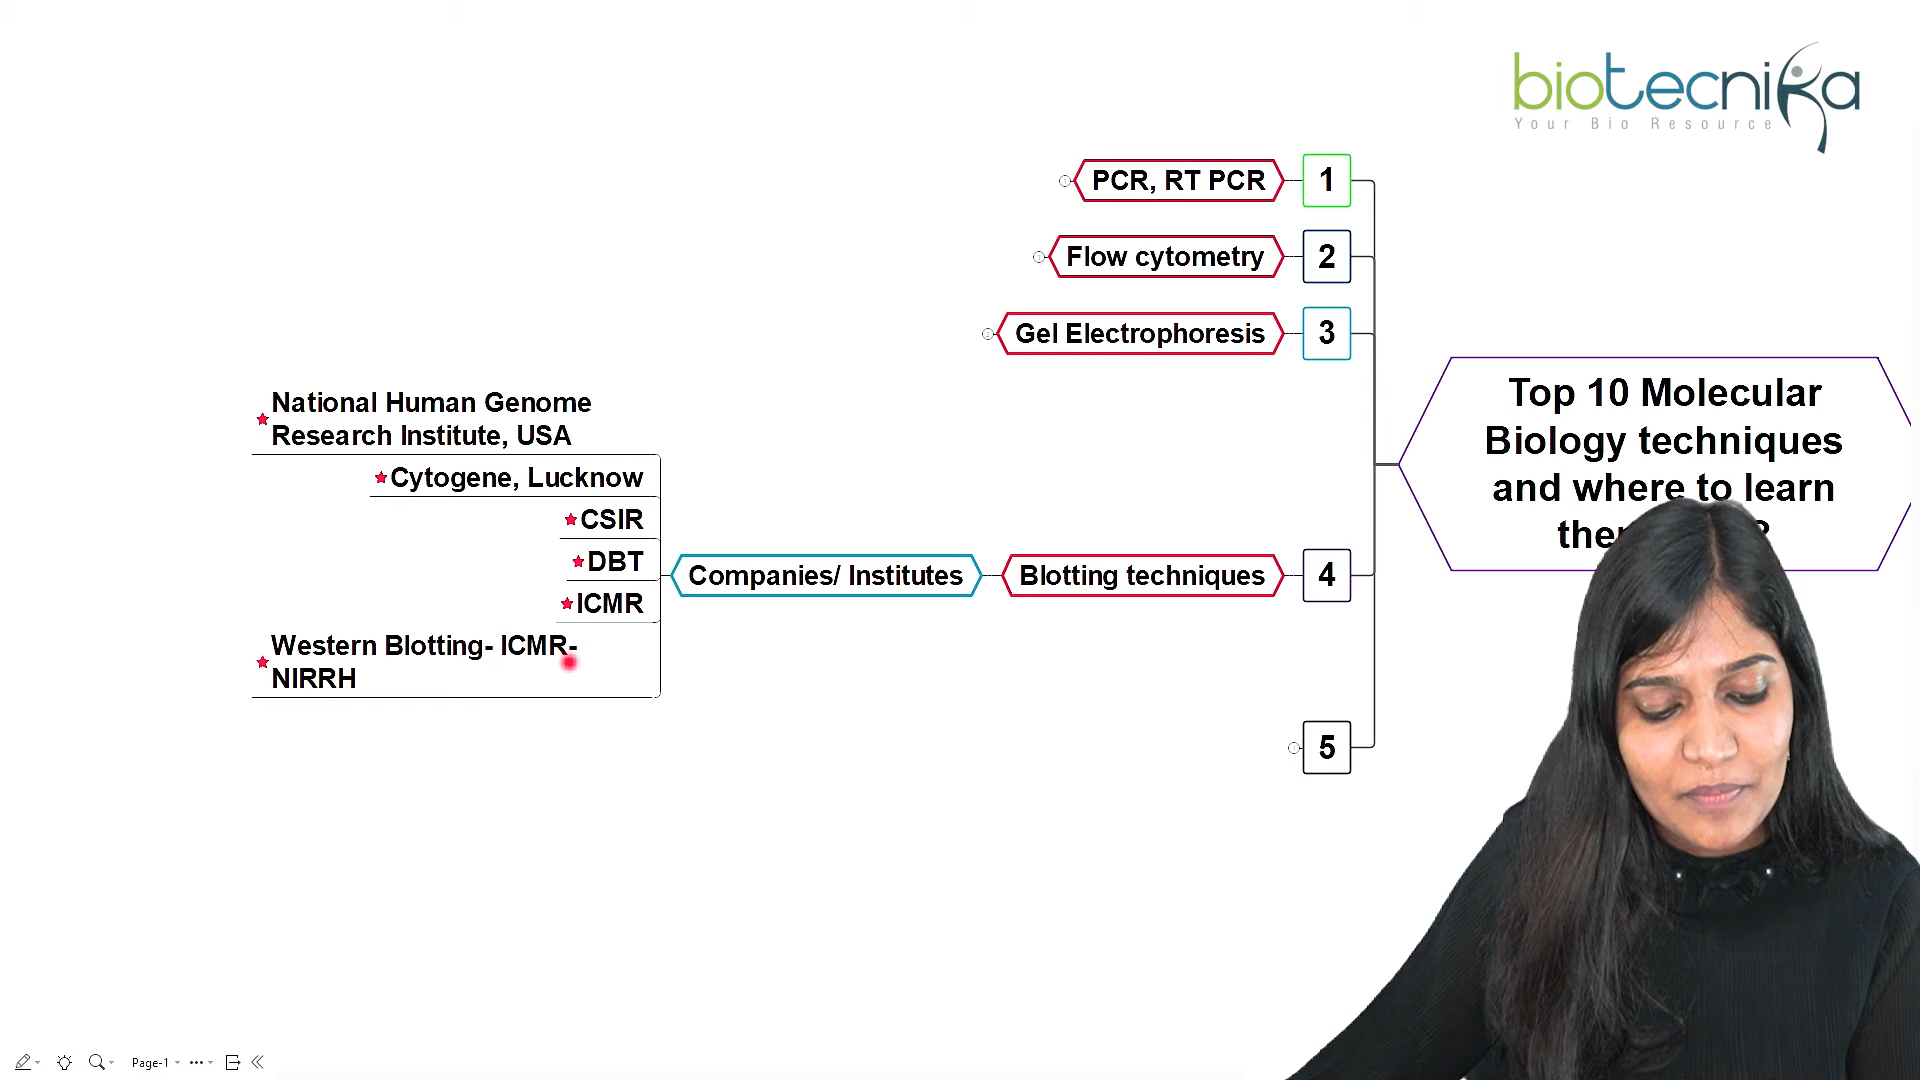 biotecnika
Your Bio Resource
PCR, RT PCR
1
Flow cytometry
2
Gel Electrophoresis
3
Top 10 Molecular
Biology techniques
and where to learn
National Human Genome
Research Institute, USA
Cytogene, Lucknow
CSIR
DBT
ICMR
Western Blotting- ICMR-
NIRRH
Companies/ Institutes
Blotting techniques
4
5
Page-1